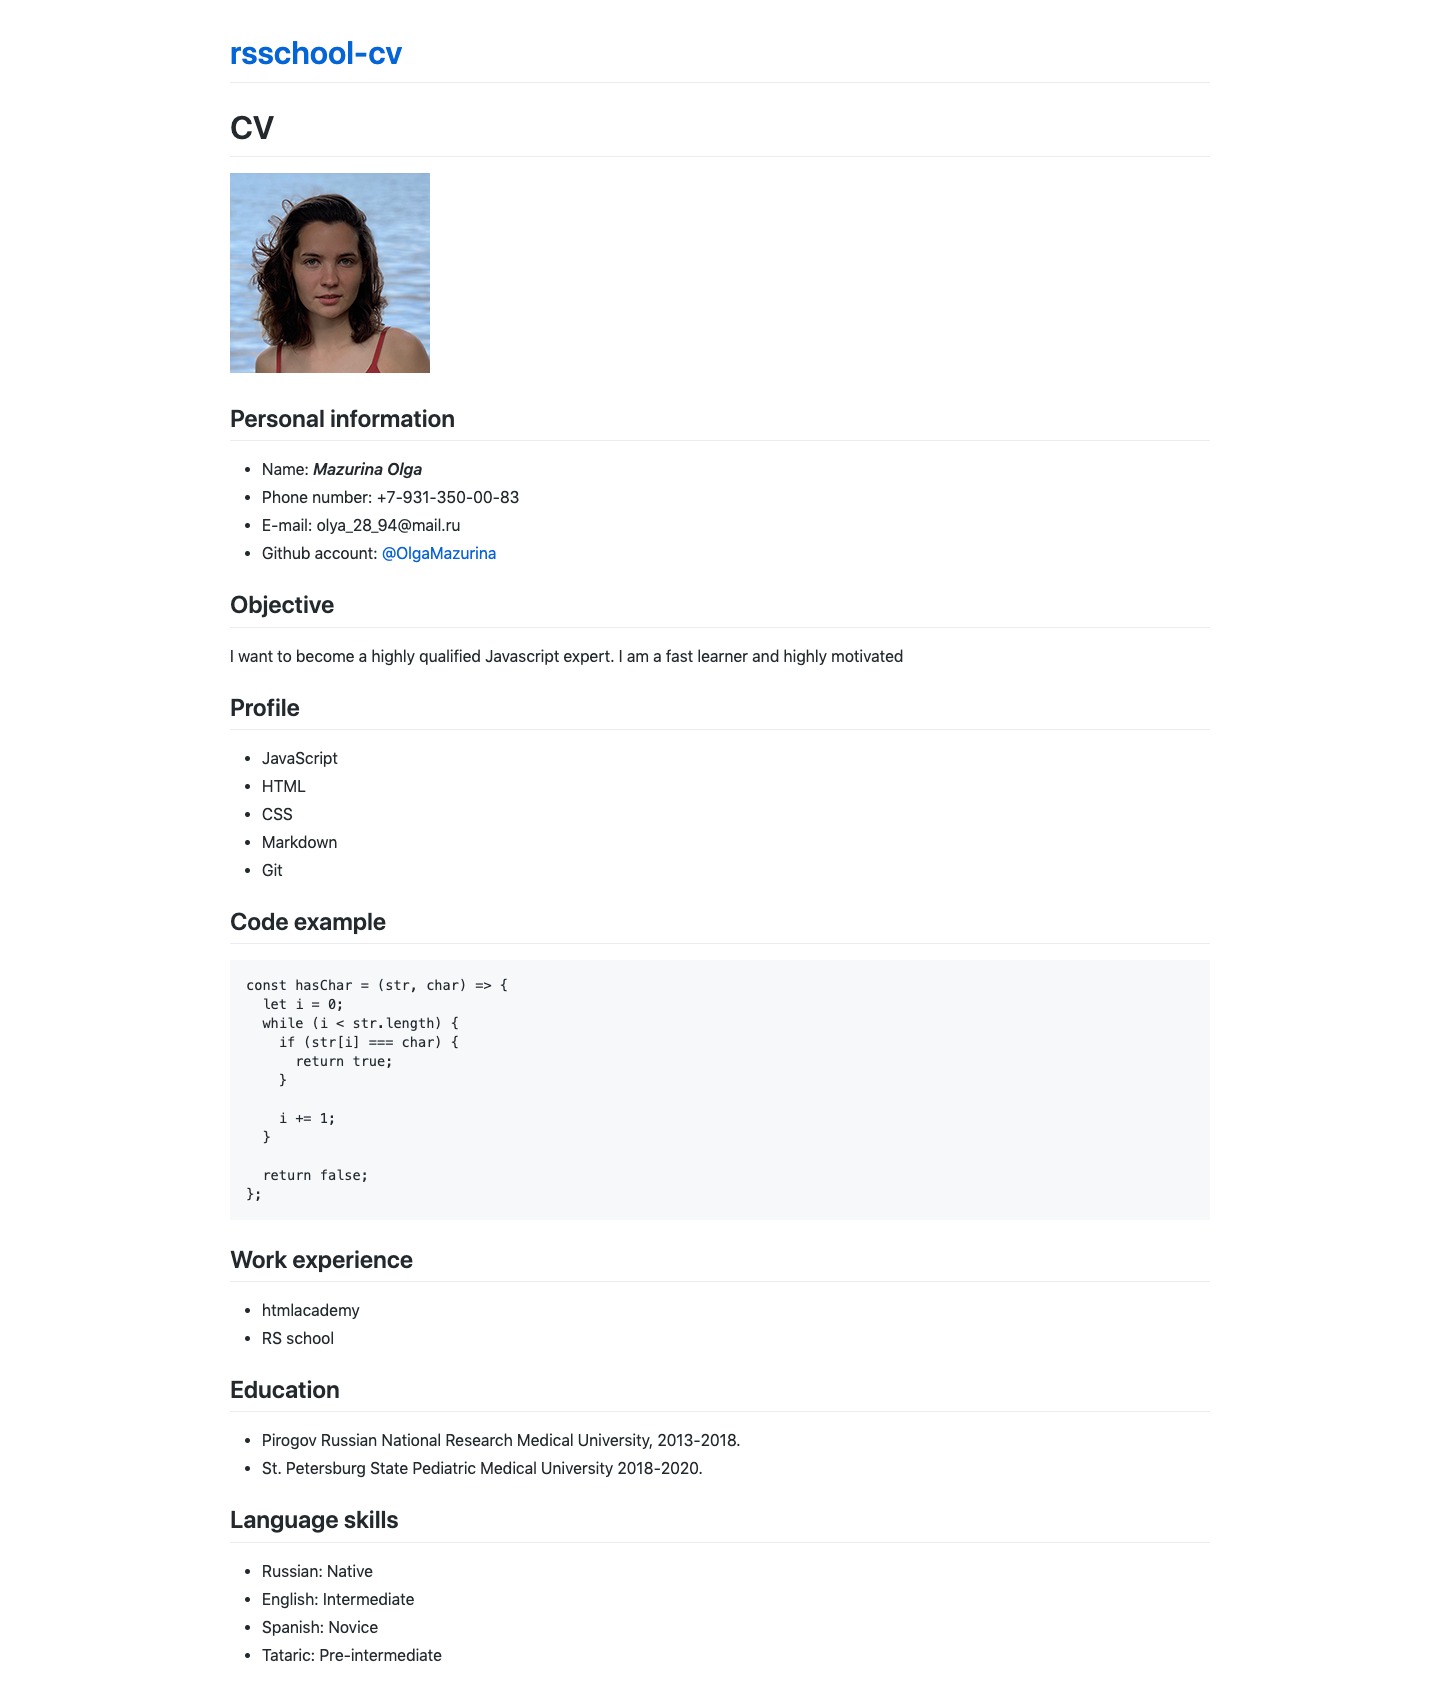 rsschool-cv
CV
Personal information
Name: Mazurina Olga
Phone number: +7-931-350-00-83
E-mail: olya_28_94@mail.ru
Github account: @OlgaMazurina
Objective
I want to become a highly qualified Javascript expert. I am a fast learner and highly motivated
Profile
JavaScript
HTML
CSS
Markdown
Git
Code example
const hasChar = (str, char) => {
  let i = 0;
  while (i < str.length) {
    if (str[i] === char) {
      return true;
    }
    i += 1;
  }
  return false;
};
Work experience
htmlacademy
RS school
Education
Pirogov Russian National Research Medical University, 2013-2018.
St. Petersburg State Pediatric Medical University 2018-2020.
Language skills
Russian: Native
English: Intermediate
Spanish: Novice
Tataric: Pre-intermediate